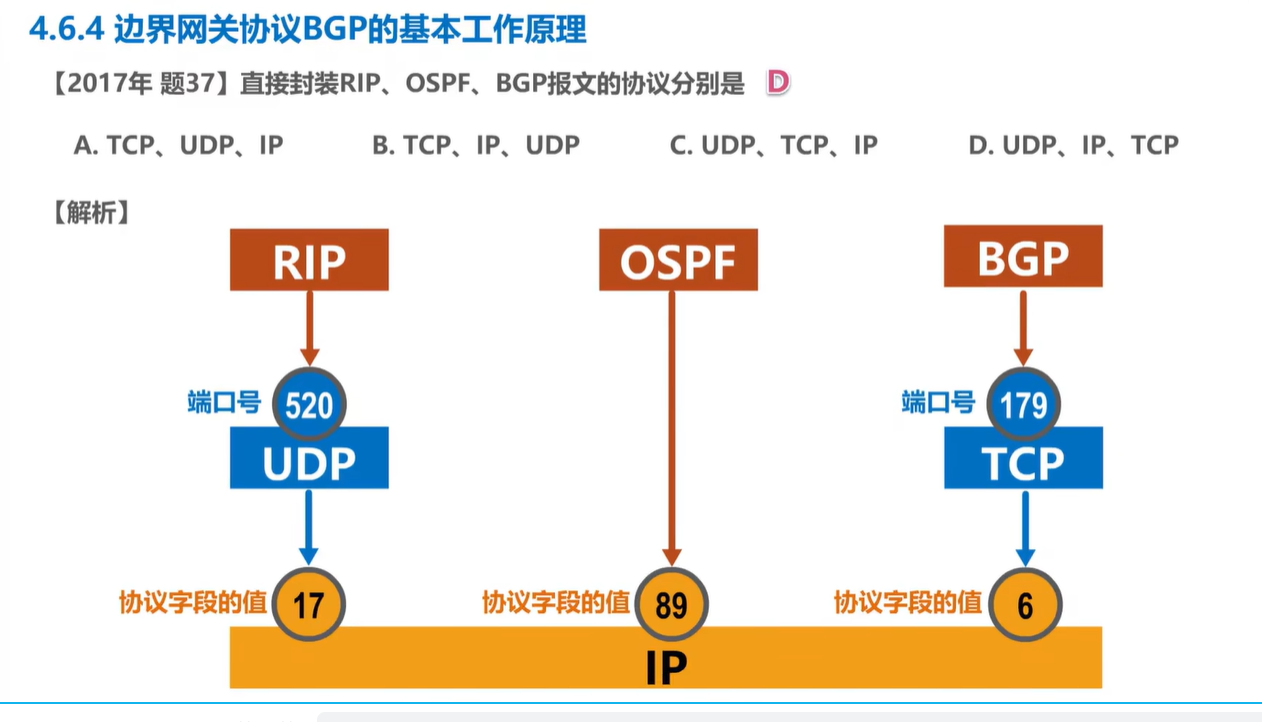 4.6.4 边界网关协议BGP的基本工作原理
【2017年 题37】直接封装RIP、OSPF、BGP报文的协议分别是 D
A. TCP、UDP、IP B. TCP、IP、UDP C. UDP、TCP、IP D. UDP、IP、TCP
【解析】
RIP OSPF BGP
端口号 520 端口号 179
UDP TCP
协议字段的值 17 协议字段的值 89 协议字段的值 6
IP